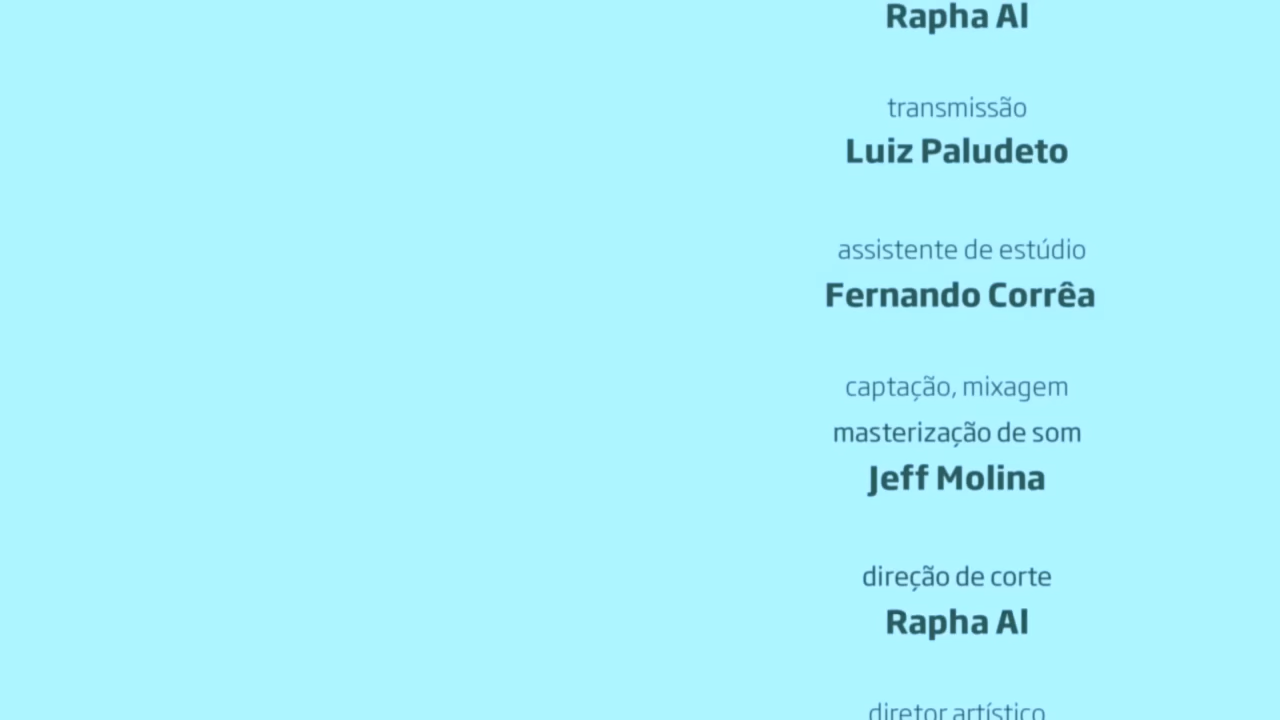 Rapha Al
transmissão
Luiz Paludeto
assistente de estúdio
Fernando Corrêa
captação, mixagem
masterização de som
Jeff Molina
direção de corte
Rapha Al
diretor artístico